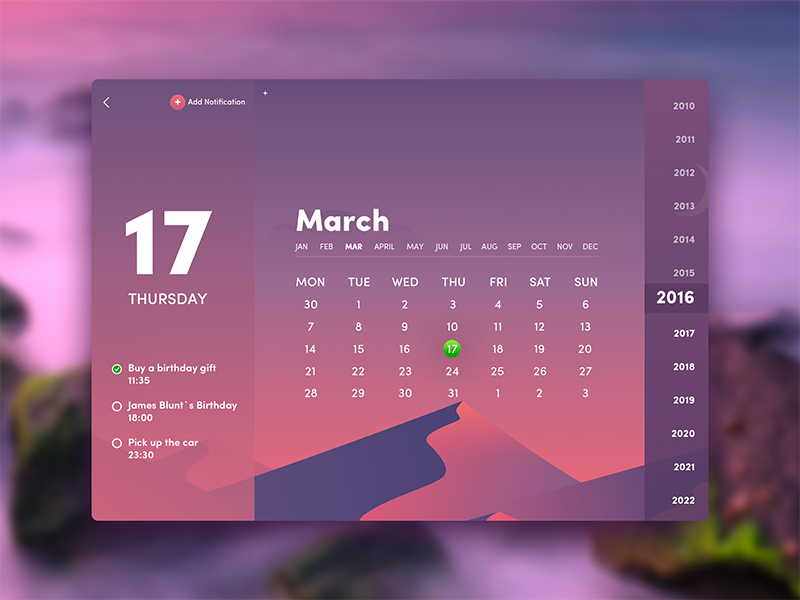 Add Notification
17
THURSDAY
Buy a birthday gift
11:35
James Blunt`s Birthday
18:00
Pick up the car
23:30
March
JAN FEB MAR APRIL MAY JUN JUL AUG SEP OCT NOV DEC
MON TUE WED THU FRI SAT SUN
30 1 2 3 4 5 6
7 8 9 10 11 12 13
14 15 16 17 18 19 20
21 22 23 24 25 26 27
28 29 30 31 1 2 3
2010
2011
2012
2013
2014
2015
2016
2017
2018
2019
2020
2021
2022